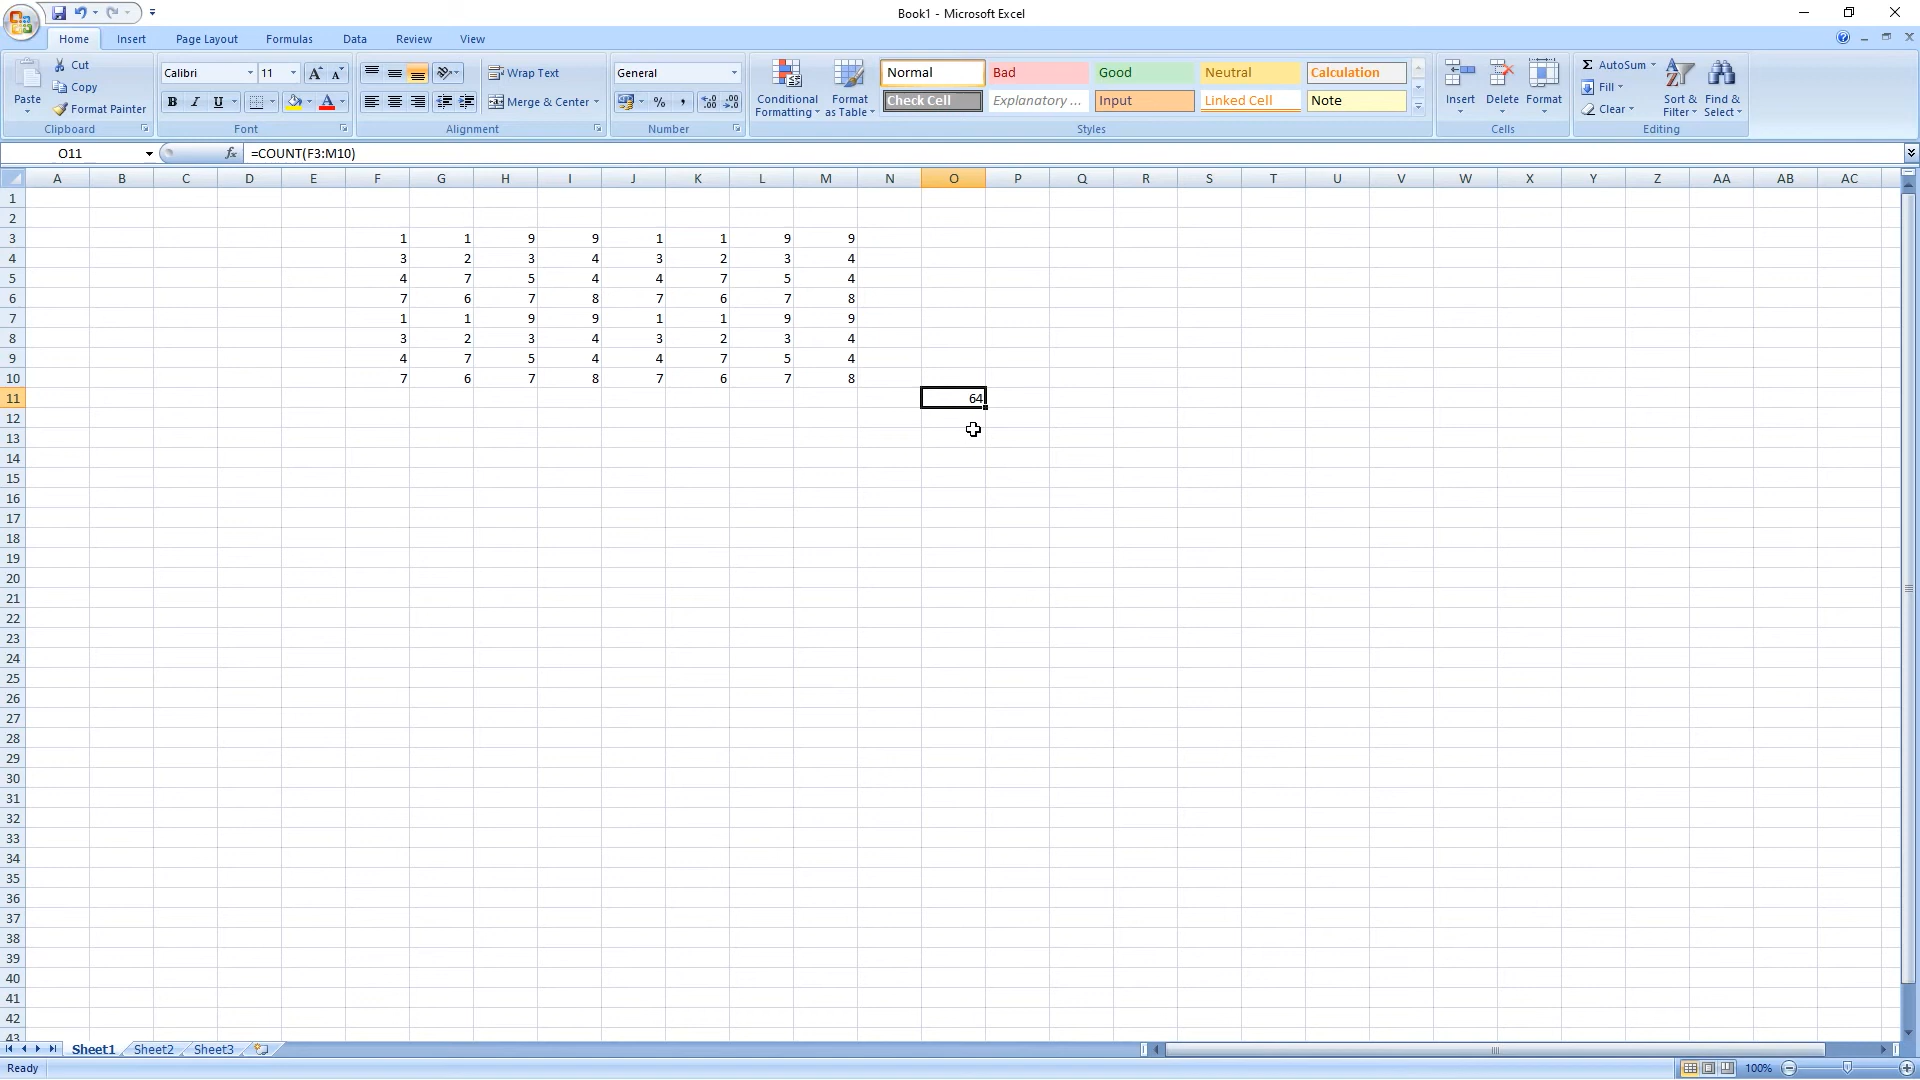 Book1 - Microsoft Excel
Home Insert Page Layout Formulas Data Review View
Paste
Cut
Copy
Format Painter
Clipboard
Calibri 11 A A
B I U A
Font
Wrap Text
Merge & Center
Alignment
General
% ,
Number
Conditional Formatting
Format as Table
Normal Bad Good Neutral Calculation
Check Cell Explanatory ... Input Linked Cell Note
Styles
Insert Delete Format
Cells
Σ AutoSum
Fill
Clear
Sort & Filter
Find & Select
Editing
O11 fx =COUNT(F3:M10)
A B C D E F G H I J K L M N O P Q R S T U V W X Y Z AA AB AC
1
2
3 1 1 9 9 1 1 9 9
4 3 2 3 4 3 2 3 4
5 4 7 5 4 4 7 5 4
6 7 6 7 8 7 6 7 8
7 1 1 9 9 1 1 9 9
8 3 2 3 4 3 2 3 4
9 4 7 5 4 4 7 5 4
10 7 6 7 8 7 6 7 8
11 64
12
13
14
15
16
17
18
19
20
21
22
23
24
25
26
27
28
29
30
31
32
33
34
35
36
37
38
39
40
41
42
43
Sheet1 Sheet2 Sheet3
Ready 100%